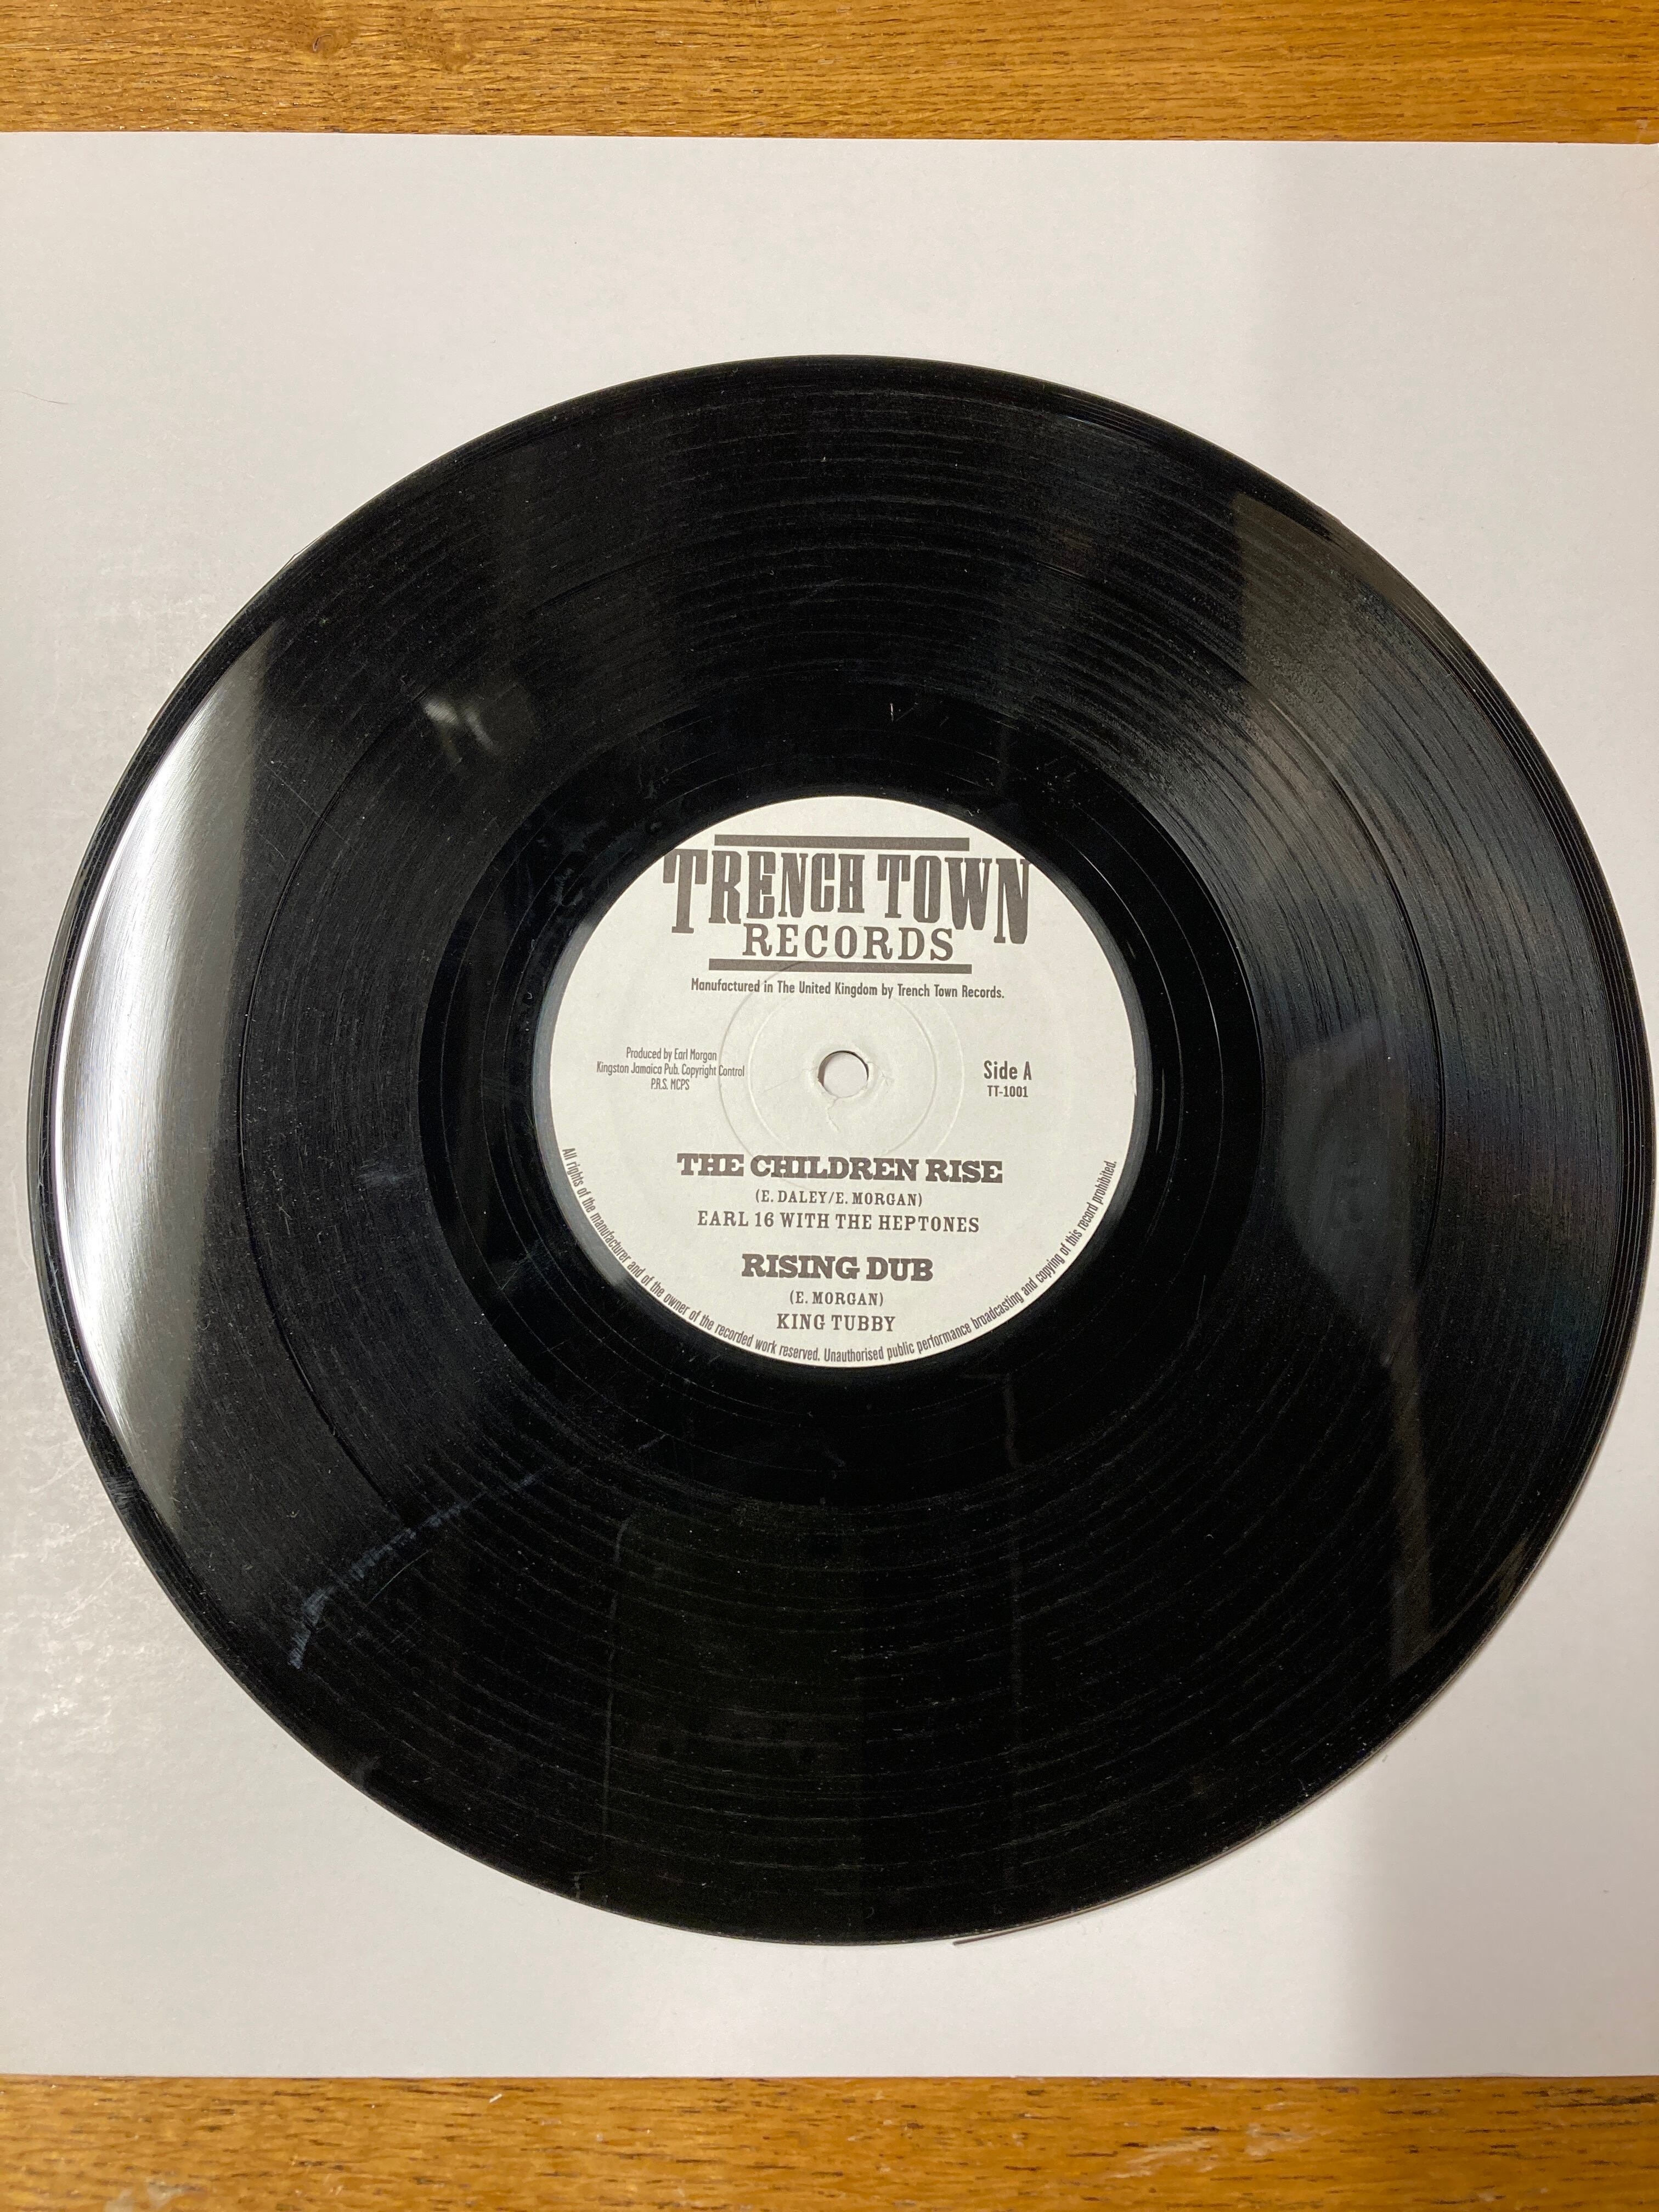 TRENCH TOWN
RECORDS
Manufactured in The United Kingdom by Trench Town Records.
Produced by Earl Morgan
Kingston Jamaica Pub. Copyright Control
P.R.S. MCPS
Side A
TT-1001
THE CHILDREN RISE
(E. DALEY/E. MORGAN)
EARL 16 WITH THE HEPTONES
RISING DUB
(E. MORGAN)
KING TUBBY
All rights of the manufacturer and of the owner of the recorded work reserved. Unauthorised public performance broadcasting and copying of this record prohibited.